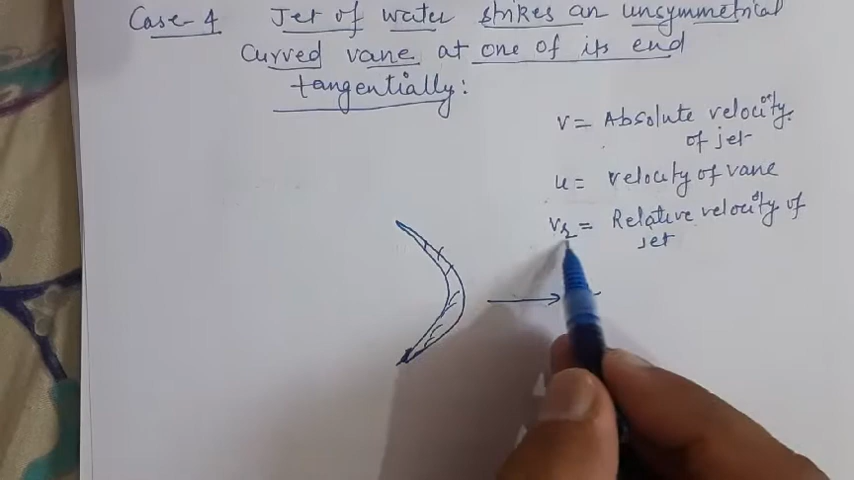 Case-4 Jet of water strikes an unsymmetrical
curved vane at one of its end
tangentially:
V = Absolute velocity
of jet
u = velocity of vane
Vr = Relative velocity of
jet